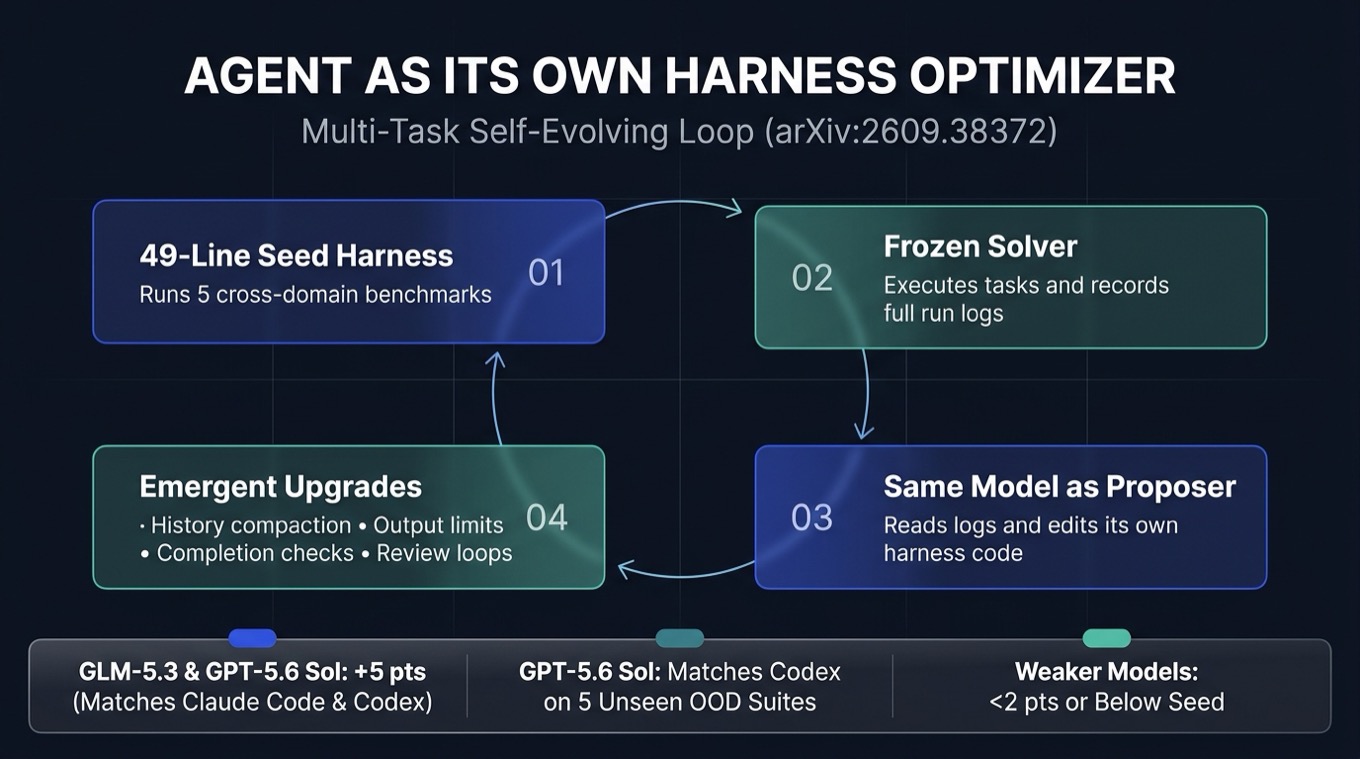 AGENT AS ITS OWN HARNESS OPTIMIZER
Multi-Task Self-Evolving Loop (arXiv:2609.38372)
49-Line Seed Harness
Runs 5 cross-domain benchmarks
01
02
Frozen Solver
Executes tasks and records
full run logs
Emergent Upgrades
· History compaction • Output limits
• Completion checks • Review loops
04
03
Same Model as Proposer
Reads logs and edits its own
harness code
GLM-5.3 & GPT-5.6 Sol: +5 pts
(Matches Claude Code & Codex)
GPT-5.6 Sol: Matches Codex
on 5 Unseen OOD Suites
Weaker Models:
<2 pts or Below Seed